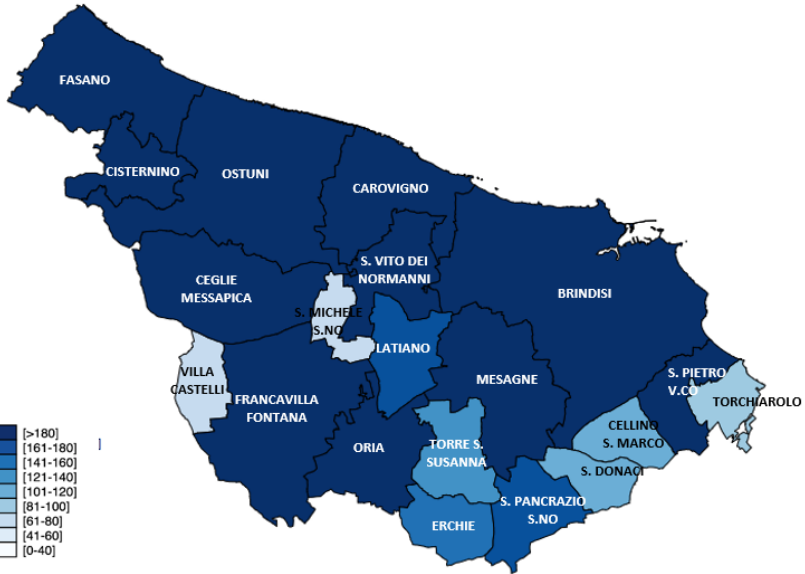 FASANO
CISTERNINO
OSTUNI
CAROVIGNO
S. VITO DEI
NORMANNI
CEGLIE
MESSAPICA
BRINDISI
S. MICHELE
S.NO
LATIANO
VILLA
CASTELLI
FRANCAVILLA
FONTANA
MESAGNE
S. PIETRO
V.CO
TORCHIAROLO
CELLINO
S. MARCO
ORIA
TORRE S.
SUSANNA
S. DONACI
S. PANCRAZIO
S.NO
ERCHIE
[>180]
[161-180]
[141-160]
[121-140]
[101-120]
[81-100]
[61-80]
[41-60]
[0-40]
]